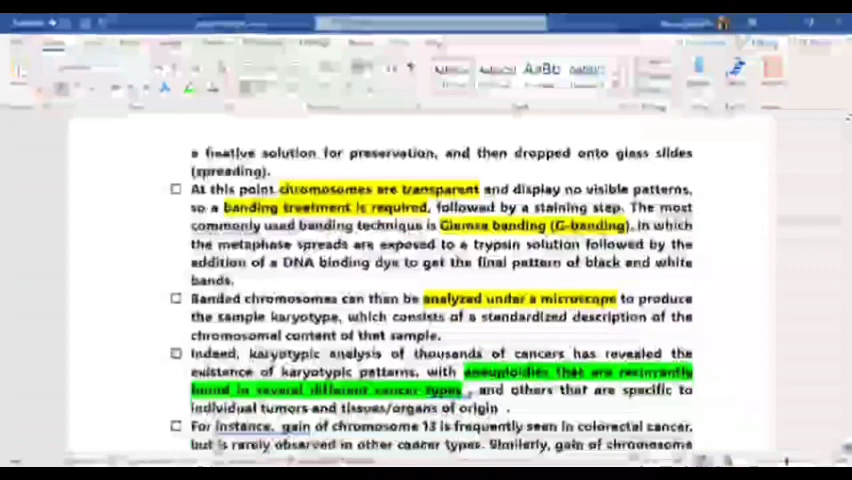 a fixative solution for preservation, and then dropped onto glass slides
(spreading).
☐ At this point chromosomes are transparent and display no visible patterns,
so a banding treatment is required, followed by a staining step. The most
commonly used banding technique is Giemsa banding (G-banding). In which
the metaphase spreads are exposed to a trypsin solution followed by the
addition of a DNA binding dye to get the final pattern of black and white
bands.
☐ Banded chromosomes can then be analyzed under a microscope to produce
the sample karyotype, which consists of a standardized description of the
chromosomal content of that sample.
☐ Indeed, karyotypic analysis of thousands of cancers has revealed the
existence of karyotypic patterns, with aneuploidies that are recurrently
found in several different cancer types , and others that are specific to
individual tumors and tissues/organs of origin .
☐ For instance, gain of chromosome 13 is frequently seen in colorectal cancer,
but is rarely observed in other cancer types. Similarly, gain of chromosome